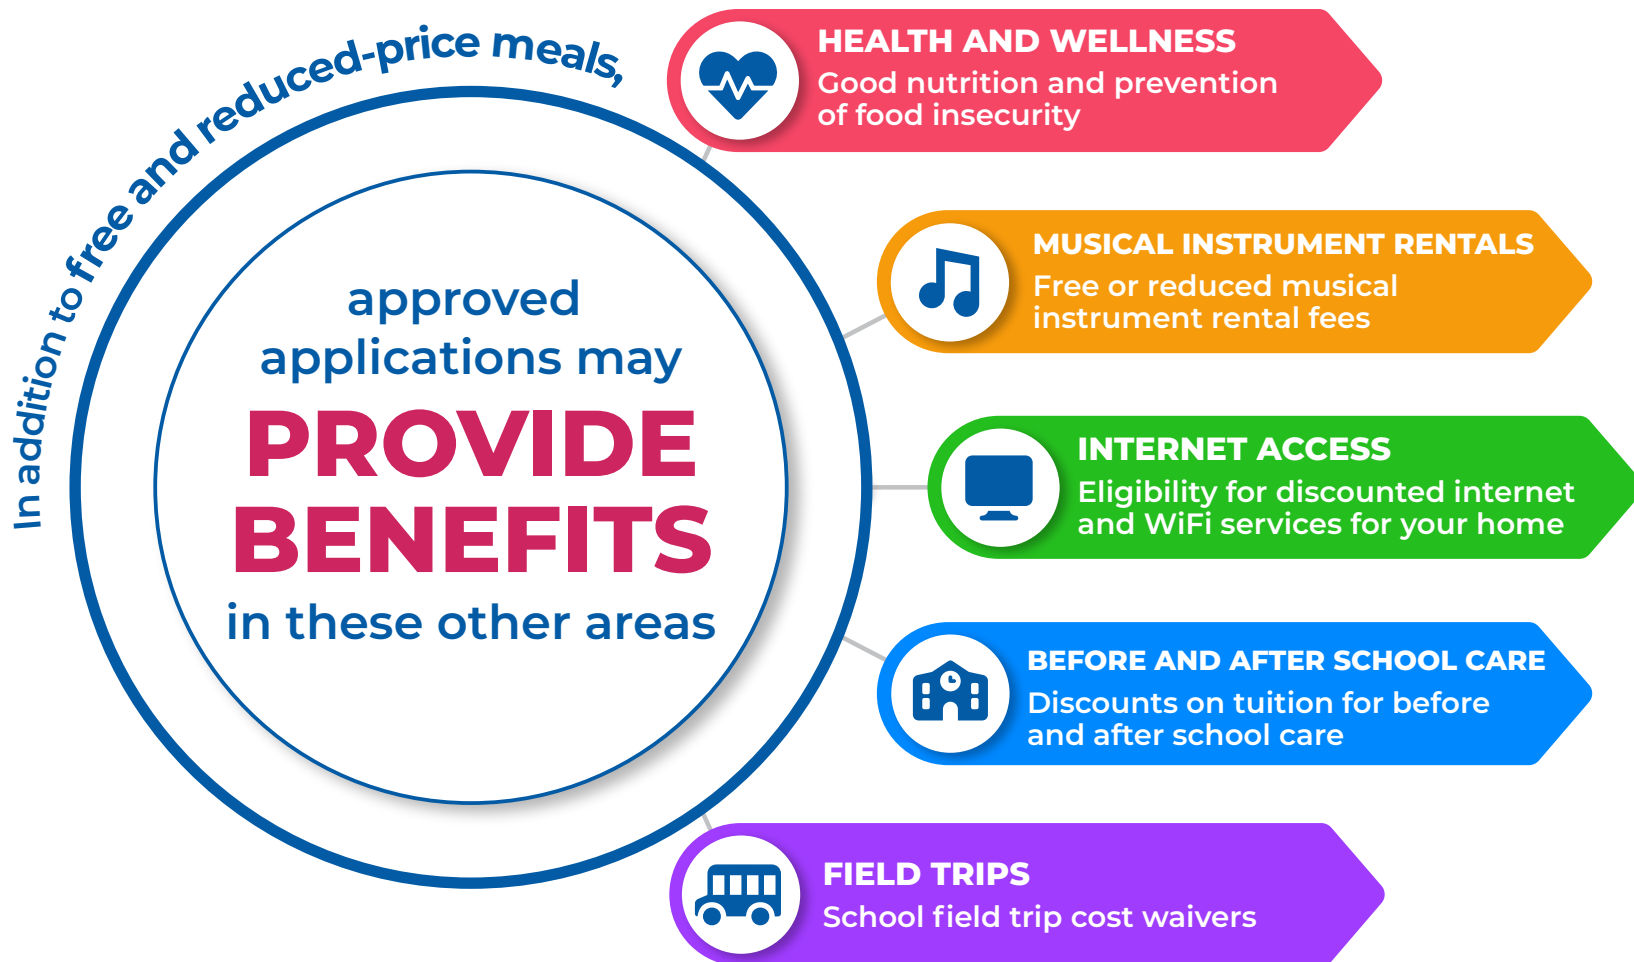 In addition to free and reduced-price meals,
approved
applications may
PROVIDE
BENEFITS
in these other areas
HEALTH AND WELLNESS
Good nutrition and prevention
of food insecurity
MUSICAL INSTRUMENT RENTALS
Free or reduced musical
instrument rental fees
INTERNET ACCESS
Eligibility for discounted internet
and WiFi services for your home
BEFORE AND AFTER SCHOOL CARE
Discounts on tuition for before
and after school care
FIELD TRIPS
School field trip cost waivers